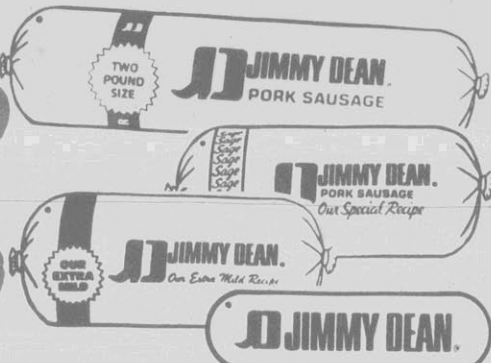 TWO
POUND
SIZE
JIMMY DEAN
PORK SAUSAGE
Sage
Sage
Sage
Sage
Sage
JIMMY DEAN.
PORK SAUSAGE
Our Special Recipe
OUR
EXTRA
MILD
JIMMY DEAN.
Our Extra Mild Recipe
JIMMY DEAN.